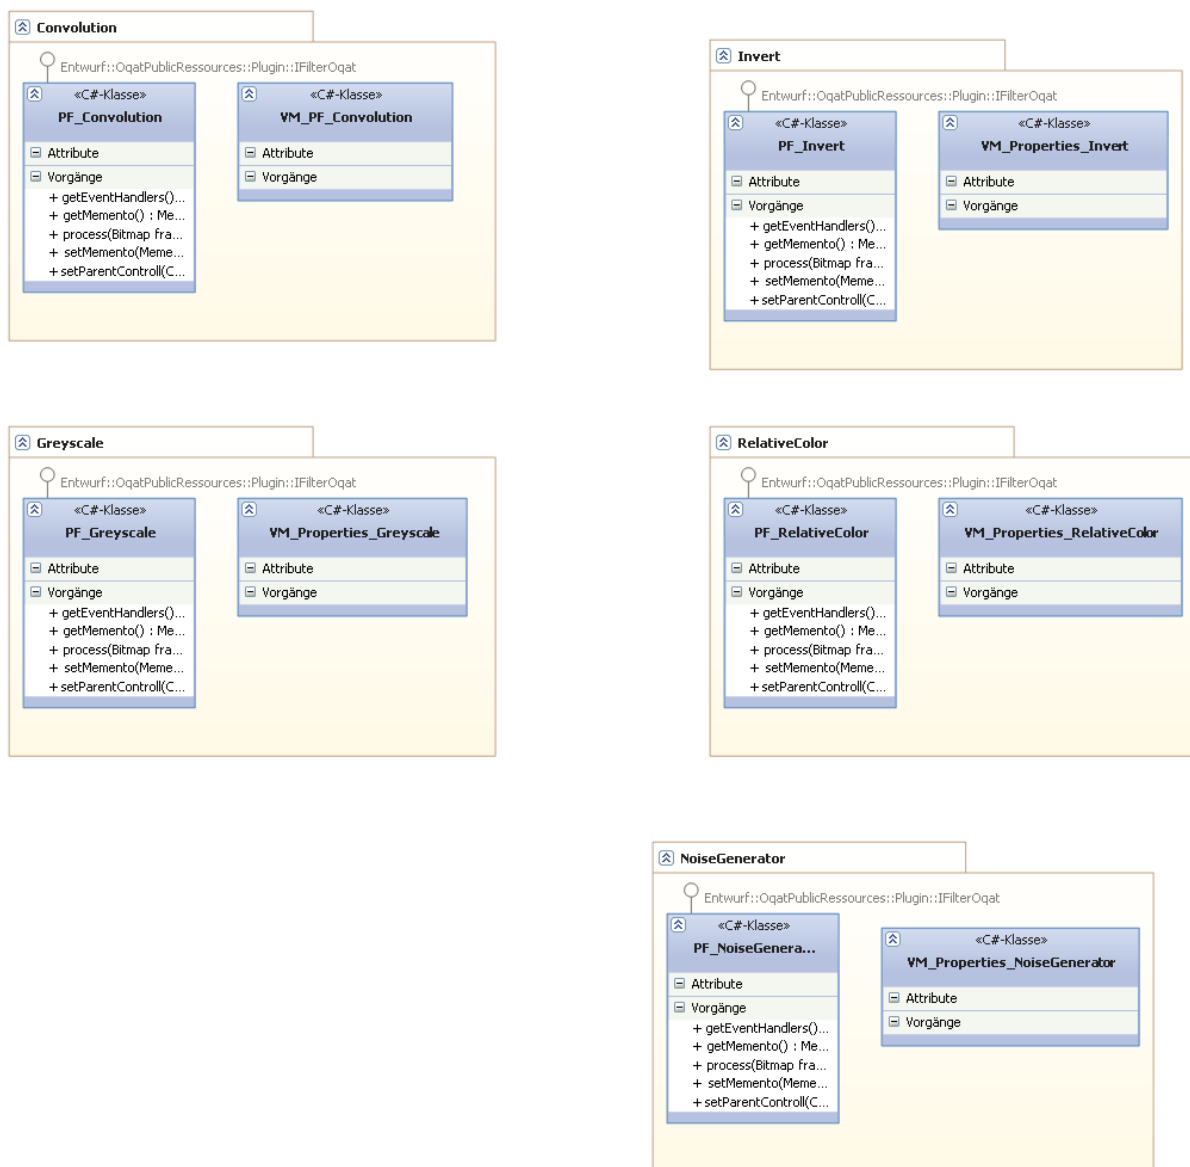 Convolution
Entwurf::OqatPublicRessources::Plugin::IFilterOqat
«C#-Klasse»
PF_Convolution
Attribute
Vorgänge
+ getEventHandlers()...
+ getMemento() : Me...
+ process(Bitmap fra...
+ setMemento(Meme...
+ setParentControll(C...
«C#-Klasse»
VM_PF_Convolution
Attribute
Vorgänge
Invert
Entwurf::OqatPublicRessources::Plugin::IFilterOqat
«C#-Klasse»
PF_Invert
Attribute
Vorgänge
+ getEventHandlers()...
+ getMemento() : Me...
+ process(Bitmap fra...
+ setMemento(Meme...
+ setParentControll(C...
«C#-Klasse»
VM_Properties_Invert
Attribute
Vorgänge
Greyscale
Entwurf::OqatPublicRessources::Plugin::IFilterOqat
«C#-Klasse»
PF_Greyscale
Attribute
Vorgänge
+ getEventHandlers()...
+ getMemento() : Me...
+ process(Bitmap fra...
+ setMemento(Meme...
+ setParentControll(C...
«C#-Klasse»
VM_Properties_Greyscale
Attribute
Vorgänge
RelativeColor
Entwurf::OqatPublicRessources::Plugin::IFilterOqat
«C#-Klasse»
PF_RelativeColor
Attribute
Vorgänge
+ getEventHandlers()...
+ getMemento() : Me...
+ process(Bitmap fra...
+ setMemento(Meme...
+ setParentControll(C...
«C#-Klasse»
VM_Properties_RelativeColor
Attribute
Vorgänge
NoiseGenerator
Entwurf::OqatPublicRessources::Plugin::IFilterOqat
«C#-Klasse»
PF_NoiseGenera...
Attribute
Vorgänge
+ getEventHandlers()...
+ getMemento() : Me...
+ process(Bitmap fra...
+ setMemento(Meme...
+ setParentControll(C...
«C#-Klasse»
VM_Properties_NoiseGenerator
Attribute
Vorgänge